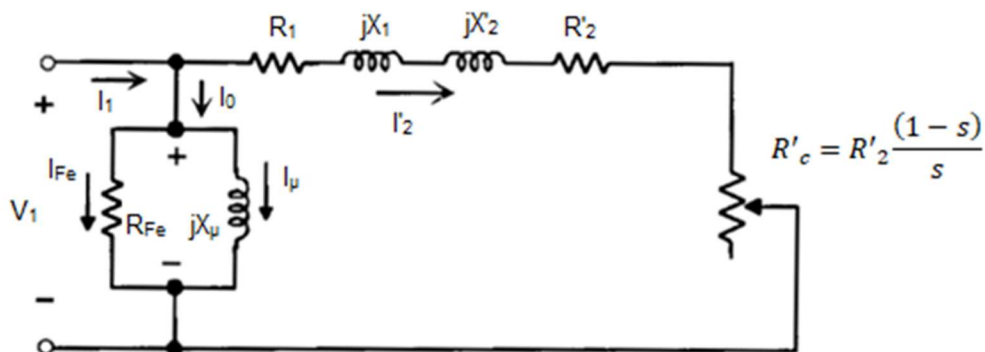 R1 jX1 jX'2 R'2
+
I1
I0
I'2
IFe
+
Iμ
V1
RFe
jXμ
−
−
R'c = R'2 (1 − s)/s